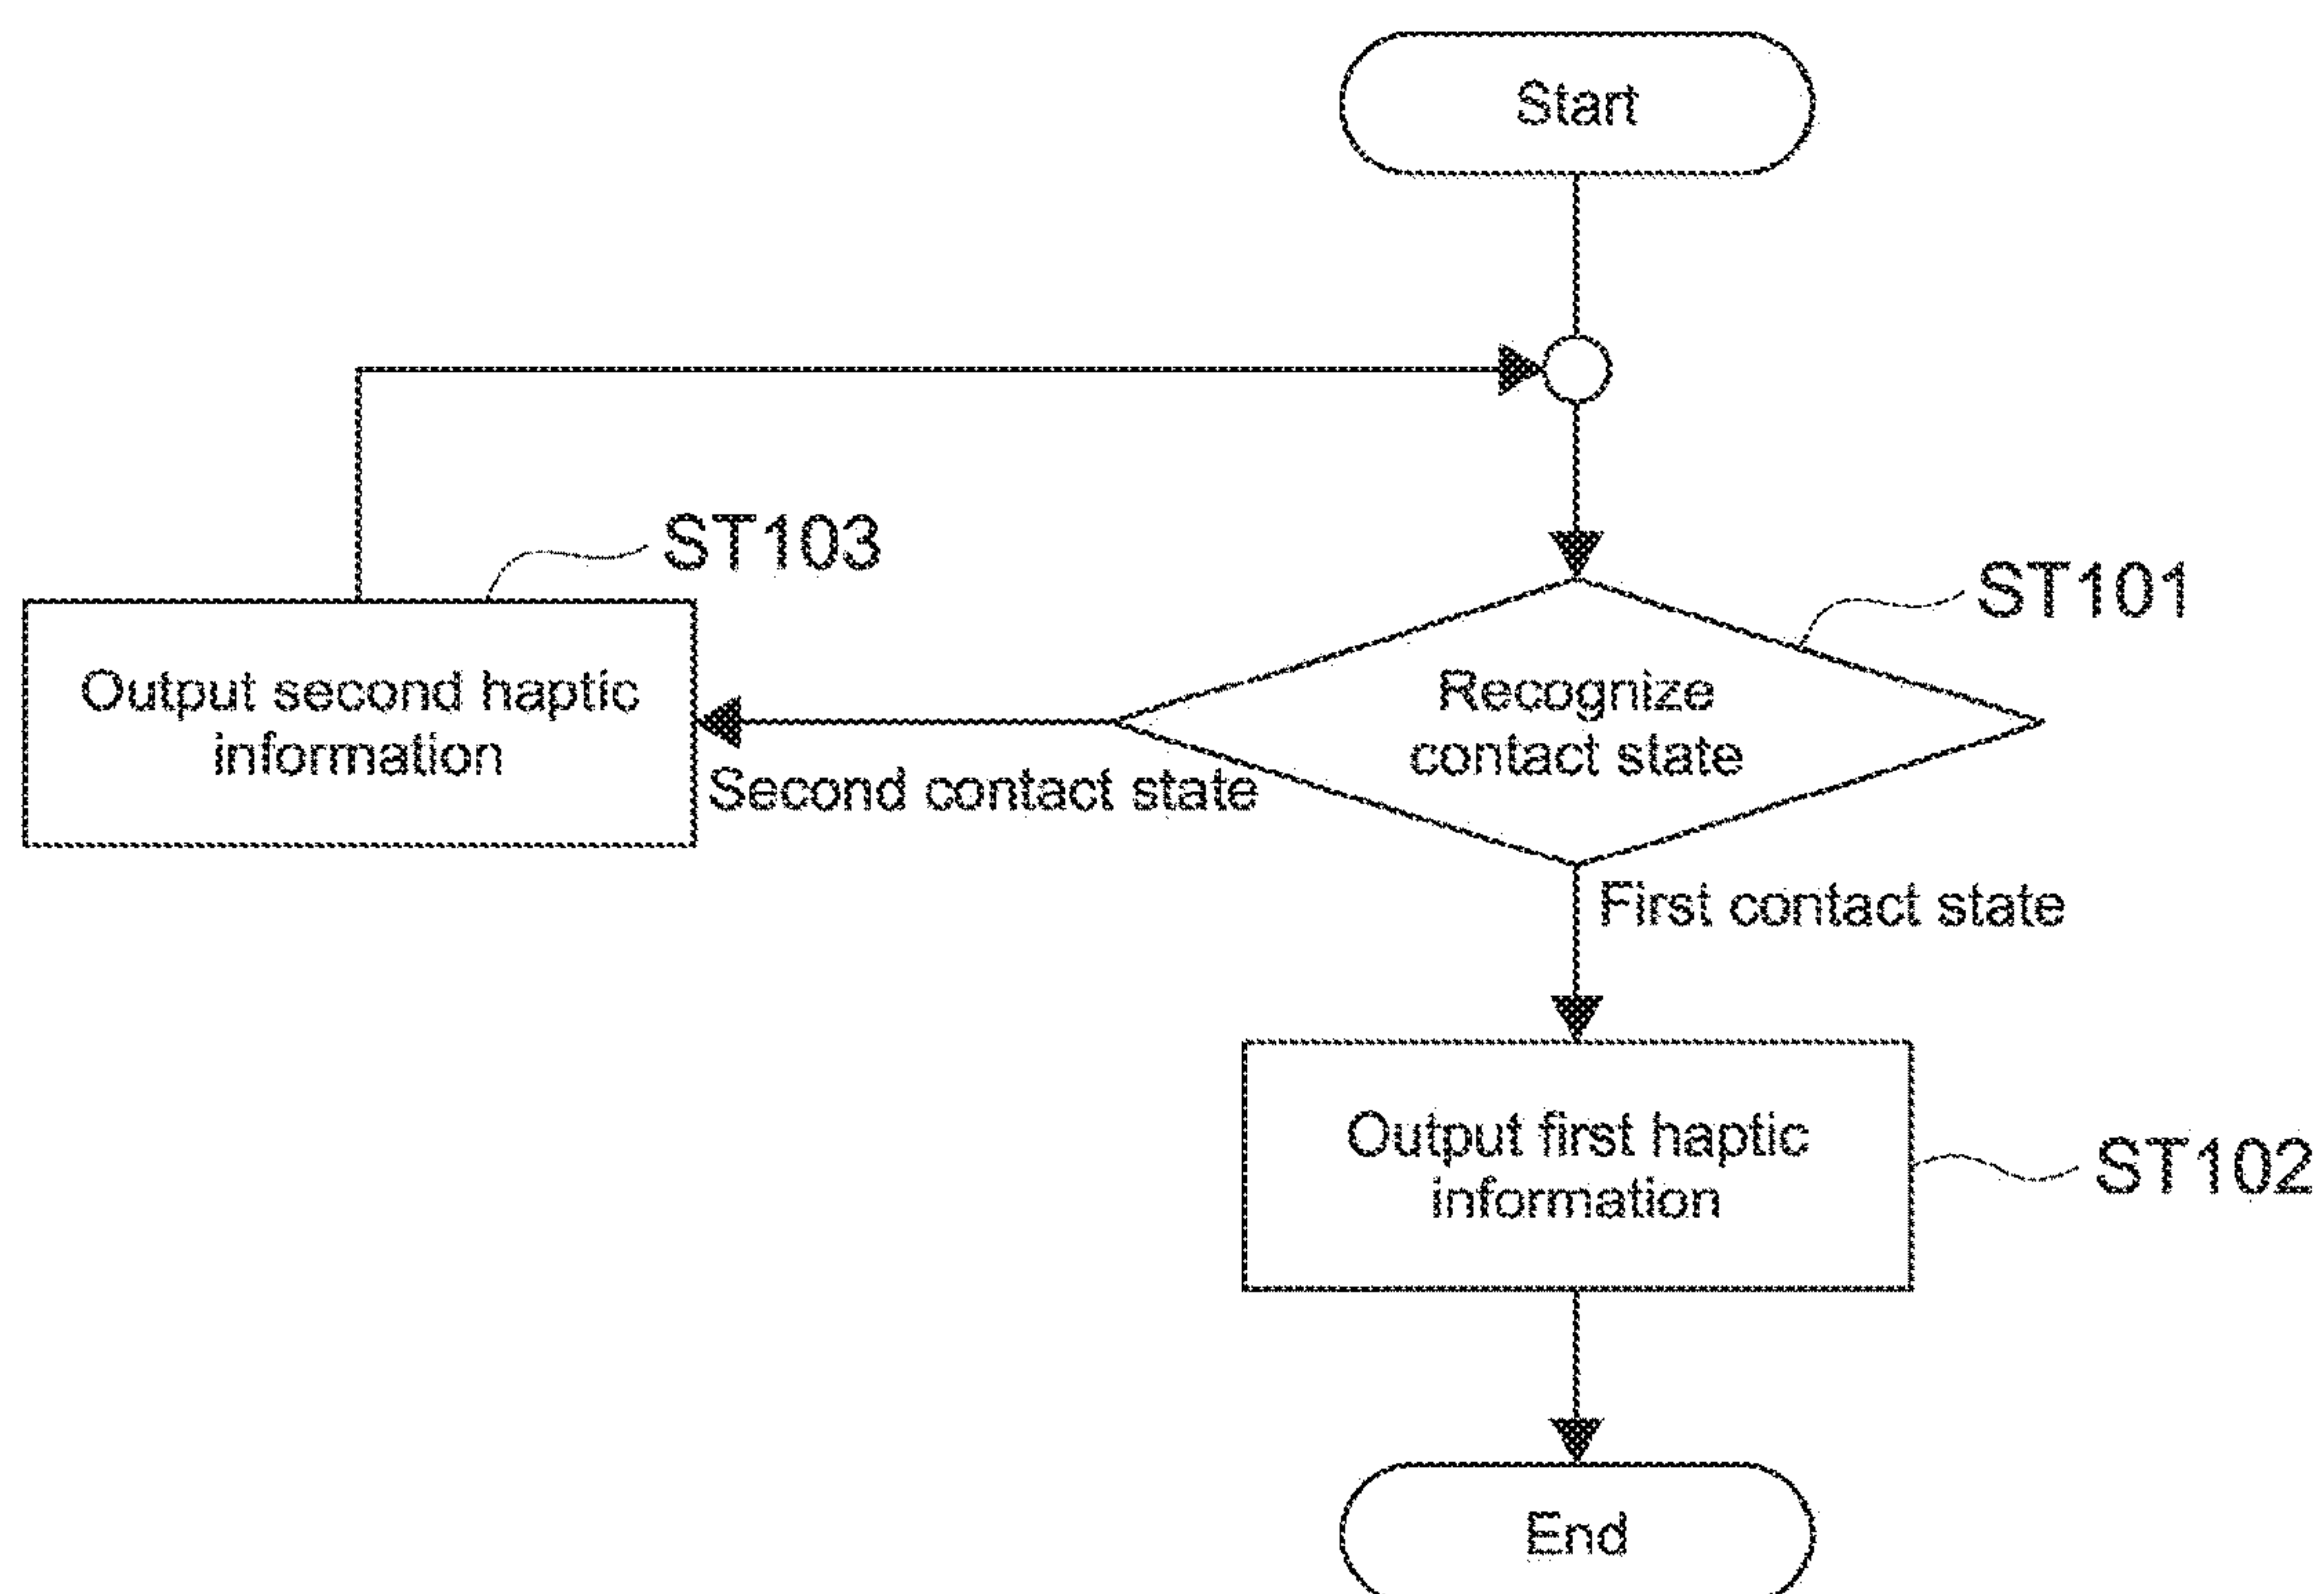 Start
ST103
ST101
Output second haptic
information
Recognize
contact state
Second contact state
First contact state
Output first haptic
information
ST102
End